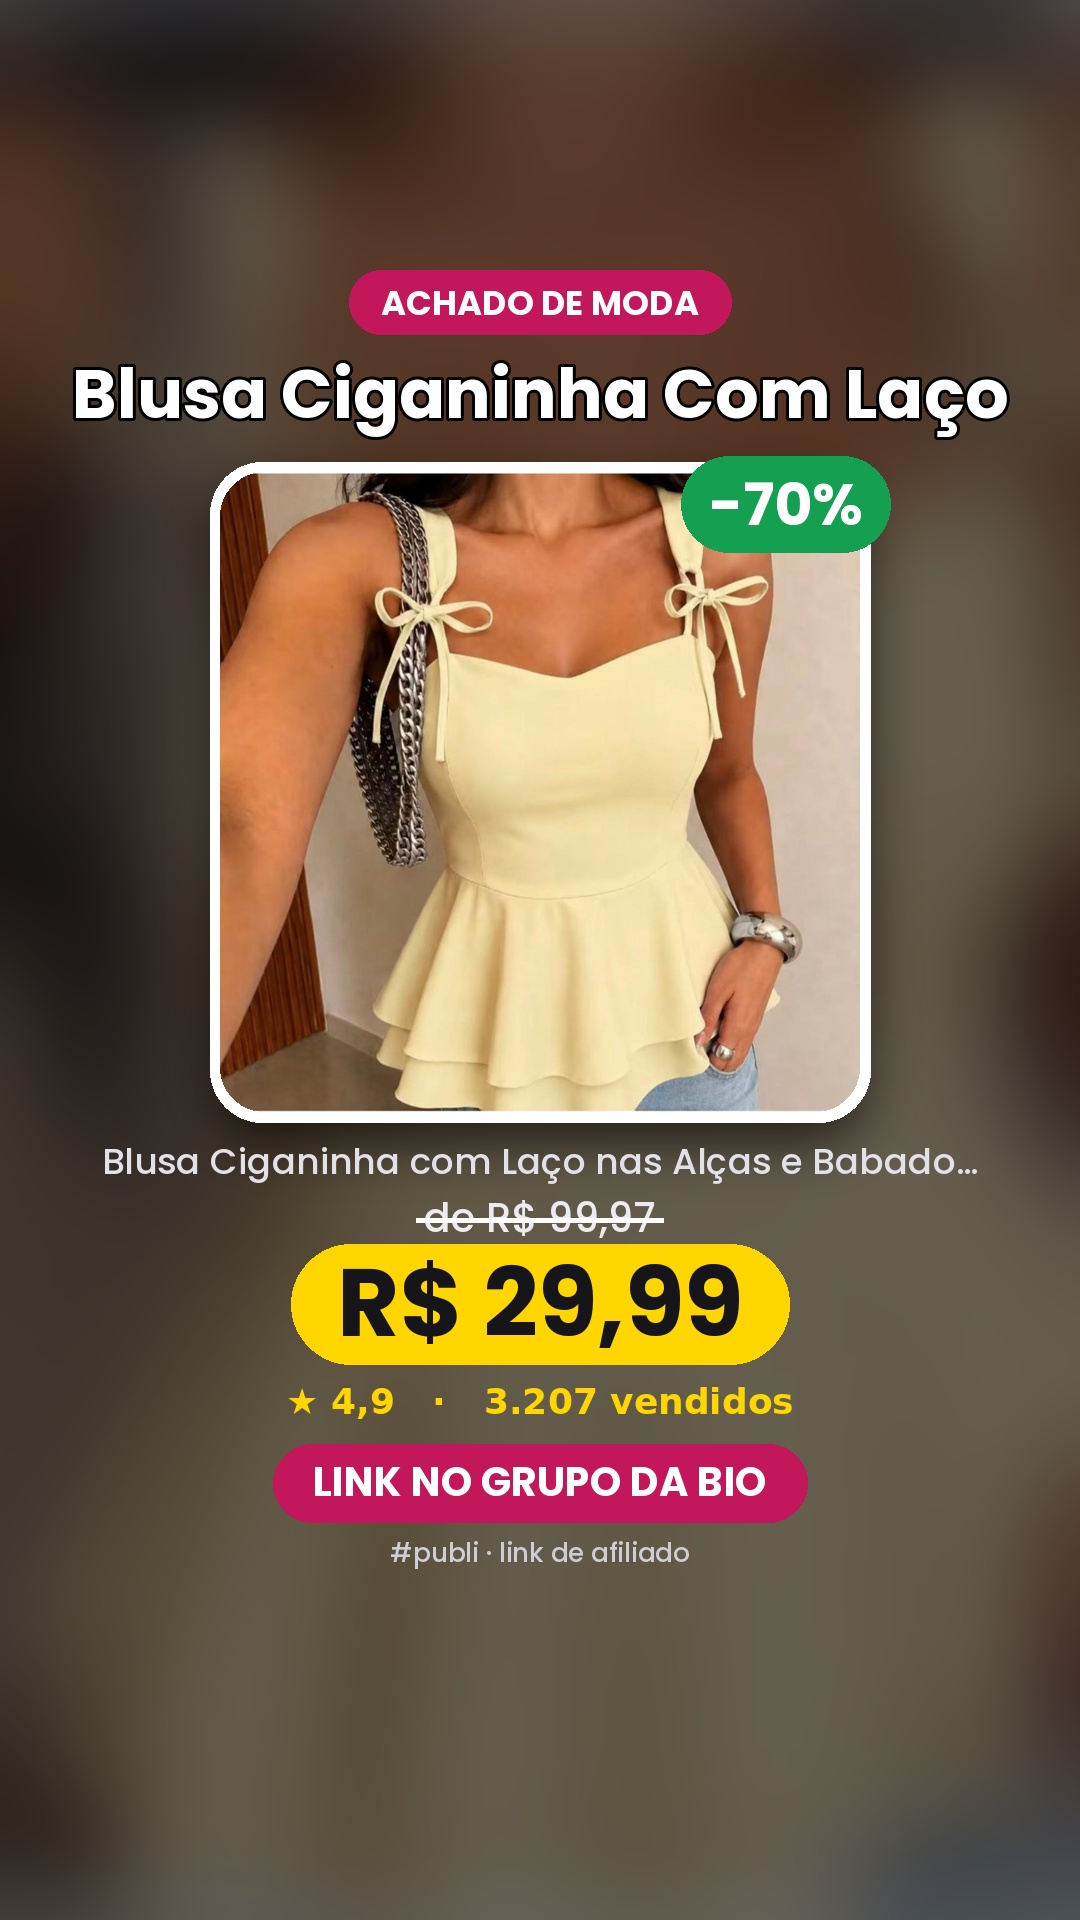 ACHADO DE MODA
Blusa Ciganinha Com Laço
-70%
Blusa Ciganinha com Laço nas Alças e Babado...
de R$ 99,97
R$ 29,99
★ 4,9 · 3.207 vendidos
LINK NO GRUPO DA BIO
#publi · link de afiliado